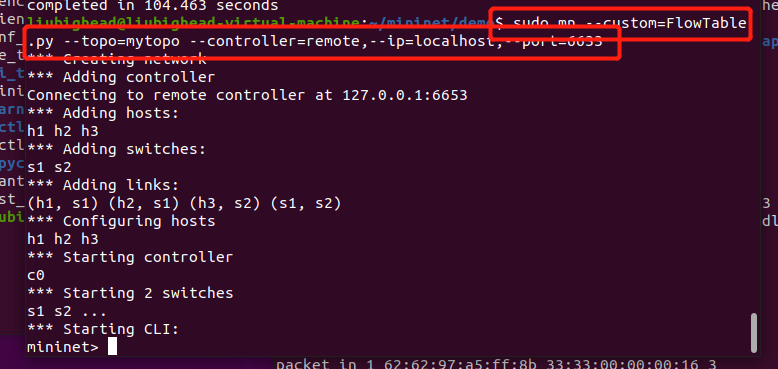 completed in 104.463 seconds
liubighead@liubighead-virtual-machine:~/mininet/dem $ sudo mn --custom=FlowTable
.py --topo=mytopo --controller=remote,--ip=localhost,--port=6633
*** Creating network
*** Adding controller
Connecting to remote controller at 127.0.0.1:6653
*** Adding hosts:
h1 h2 h3
*** Adding switches:
s1 s2
*** Adding links:
(h1, s1) (h2, s1) (h3, s2) (s1, s2)
*** Configuring hosts
h1 h2 h3
*** Starting controller
c0
*** Starting 2 switches
s1 s2 ...
*** Starting CLI:
mininet>
packet in 1 62:62:97:a5:ff:8b 33:33:00:00:00:16 3